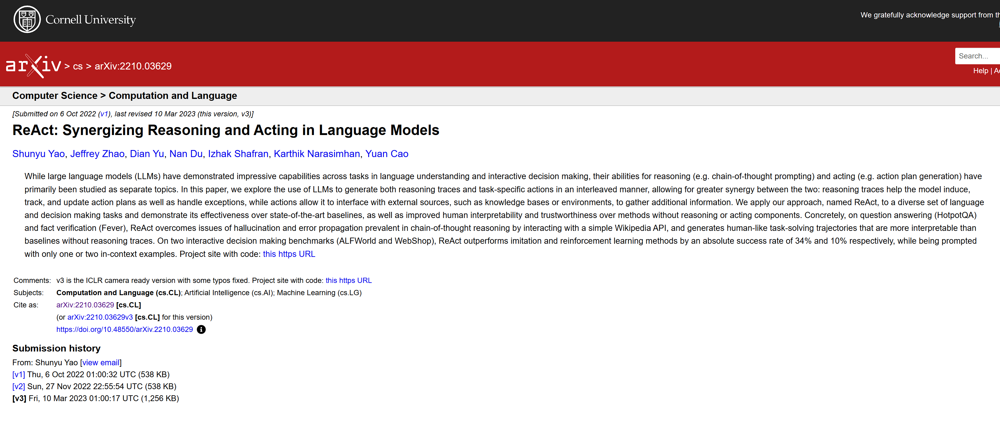 Cornell University
We gratefully acknowledge support from
arXiv > cs > arXiv:2210.03629
Search...
Help |
Computer Science > Computation and Language
[Submitted on 6 Oct 2022 (v1), last revised 10 Mar 2023 (this version, v3)]
ReAct: Synergizing Reasoning and Acting in Language Models
Shunyu Yao, Jeffrey Zhao, Dian Yu, Nan Du, Izhak Shafran, Karthik Narasimhan, Yuan Cao
While large language models (LLMs) have demonstrated impressive capabilities across tasks in language understanding and interactive decision making, their abilities for reasoning (e.g. chain-of-thought prompting) and acting (e.g. action plan generation) have
primarily been studied as separate topics. In this paper, we explore the use of LLMs to generate both reasoning traces and task-specific actions in an interleaved manner, allowing for greater synergy between the two: reasoning traces help the model induce,
track, and update action plans as well as handle exceptions, while actions allow it to interface with external sources, such as knowledge bases or environments, to gather additional information. We apply our approach, named ReAct, to a diverse set of language
and decision making tasks and demonstrate its effectiveness over state-of-the-art baselines, as well as improved human interpretability and trustworthiness over methods without reasoning or acting components. Concretely, on question answering (HotpotQA)
and fact verification (Fever), ReAct overcomes issues of hallucination and error propagation prevalent in chain-of-thought reasoning by interacting with a simple Wikipedia API, and generates human-like task-solving trajectories that are more interpretable than
baselines without reasoning traces. On two interactive decision making benchmarks (ALFWorld and WebShop), ReAct outperforms imitation and reinforcement learning methods by an absolute success rate of 34% and 10% respectively, while being prompted
with only one or two in-context examples. Project site with code: this https URL
Comments: v3 is the ICLR camera ready version with some typos fixed. Project site with code: this https URL
Subjects: Computation and Language (cs.CL); Artificial Intelligence (cs.AI); Machine Learning (cs.LG)
Cite as: arXiv:2210.03629 [cs.CL]
(or arXiv:2210.03629v3 [cs.CL] for this version)
https://doi.org/10.48550/arXiv.2210.03629
Submission history
From: Shunyu Yao [view email]
[v1] Thu, 6 Oct 2022 01:00:32 UTC (538 KB)
[v2] Sun, 27 Nov 2022 22:55:54 UTC (538 KB)
[v3] Fri, 10 Mar 2023 01:00:17 UTC (1,256 KB)